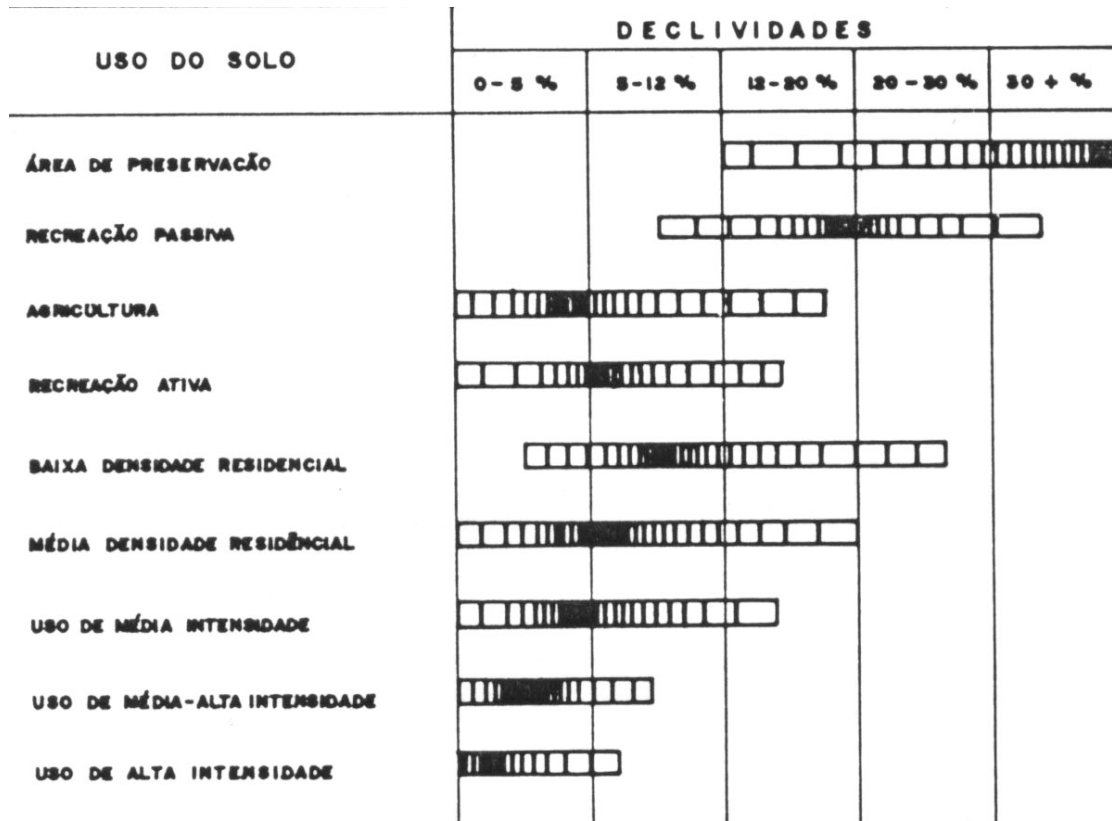 USO DO SOLO
DECLIVIDADES
0-5 %
5-12 %
12-20 %
20-30 %
30 + %
ÁREA DE PRESERVAÇÃO
RECREAÇÃO PASSIVA
AGRICULTURA
RECREAÇÃO ATIVA
BAIXA DENSIDADE RESIDENCIAL
MÉDIA DENSIDADE RESIDÊNCIAL
USO DE MÉDIA INTENSIDADE
USO DE MÉDIA-ALTA INTENSIDADE
USO DE ALTA INTENSIDADE